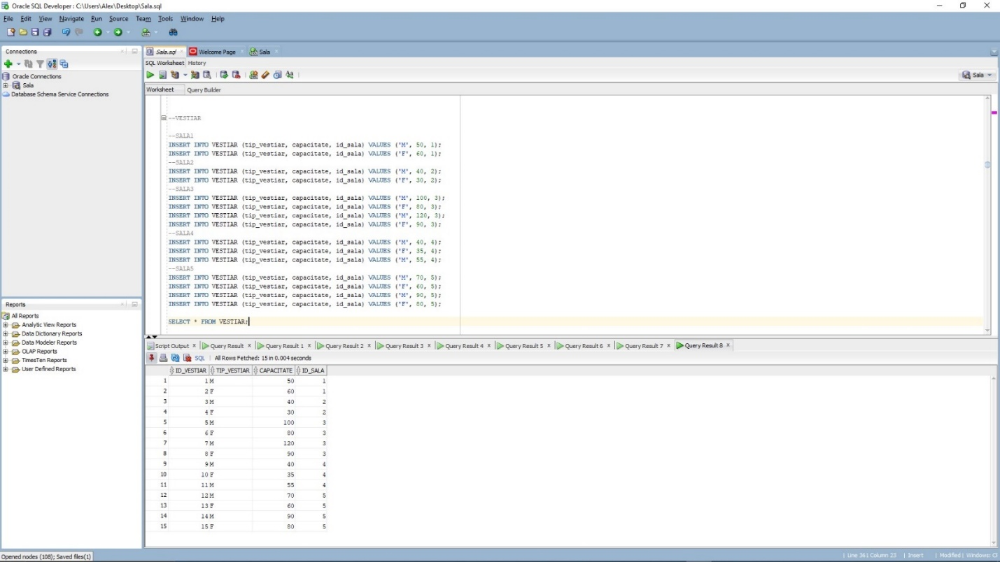 Oracle SQL Developer : C:\Users\Alex\Desktop\Sala.sql
File Edit View Navigate Run Source Team Tools Window Help
Connections
Oracle Connections
Sala
Database Schema Service Connections
Sala.sql Welcome Page Sala
SQL Worksheet History
Sala
Worksheet Query Builder
--VESTIAR
--SALA1
INSERT INTO VESTIAR (tip_vestiar, capacitate, id_sala) VALUES ('M', 50, 1);
INSERT INTO VESTIAR (tip_vestiar, capacitate, id_sala) VALUES ('F', 60, 1);
--SALA2
INSERT INTO VESTIAR (tip_vestiar, capacitate, id_sala) VALUES ('M', 40, 2);
INSERT INTO VESTIAR (tip_vestiar, capacitate, id_sala) VALUES ('F', 30, 2);
--SALA3
INSERT INTO VESTIAR (tip_vestiar, capacitate, id_sala) VALUES ('M', 100, 3);
INSERT INTO VESTIAR (tip_vestiar, capacitate, id_sala) VALUES ('F', 80, 3);
INSERT INTO VESTIAR (tip_vestiar, capacitate, id_sala) VALUES ('M', 120, 3);
INSERT INTO VESTIAR (tip_vestiar, capacitate, id_sala) VALUES ('F', 90, 3);
--SALA4
INSERT INTO VESTIAR (tip_vestiar, capacitate, id_sala) VALUES ('M', 40, 4);
INSERT INTO VESTIAR (tip_vestiar, capacitate, id_sala) VALUES ('F', 35, 4);
INSERT INTO VESTIAR (tip_vestiar, capacitate, id_sala) VALUES ('M', 55, 4);
--SALA5
INSERT INTO VESTIAR (tip_vestiar, capacitate, id_sala) VALUES ('M', 70, 5);
INSERT INTO VESTIAR (tip_vestiar, capacitate, id_sala) VALUES ('F', 60, 5);
INSERT INTO VESTIAR (tip_vestiar, capacitate, id_sala) VALUES ('M', 90, 5);
INSERT INTO VESTIAR (tip_vestiar, capacitate, id_sala) VALUES ('F', 80, 5);
SELECT * FROM VESTIAR;
Reports
All Reports
Analytic View Reports
Data Dictionary Reports
Data Modeler Reports
OLAP Reports
TimesTen Reports
User Defined Reports
Script Output Query Result Query Result 1 Query Result 2 Query Result 3 Query Result 4 Query Result 5 Query Result 6 Query Result 7 Query Result 8
SQL All Rows Fetched: 15 in 0.004 seconds
ID_VESTIAR TIP_VESTIAR CAPACITATE ID_SALA
1 1 M 50 1
2 2 F 60 1
3 3 M 40 2
4 4 F 30 2
5 5 M 100 3
6 6 F 80 3
7 7 M 120 3
8 8 F 90 3
9 9 M 40 4
10 10 F 35 4
11 11 M 55 4
12 12 M 70 5
13 13 F 60 5
14 14 M 90 5
15 15 F 80 5
Opened nodes (108); Saved files(1)
Line 361 Column 23 | Insert | Modified | Windows: Cl